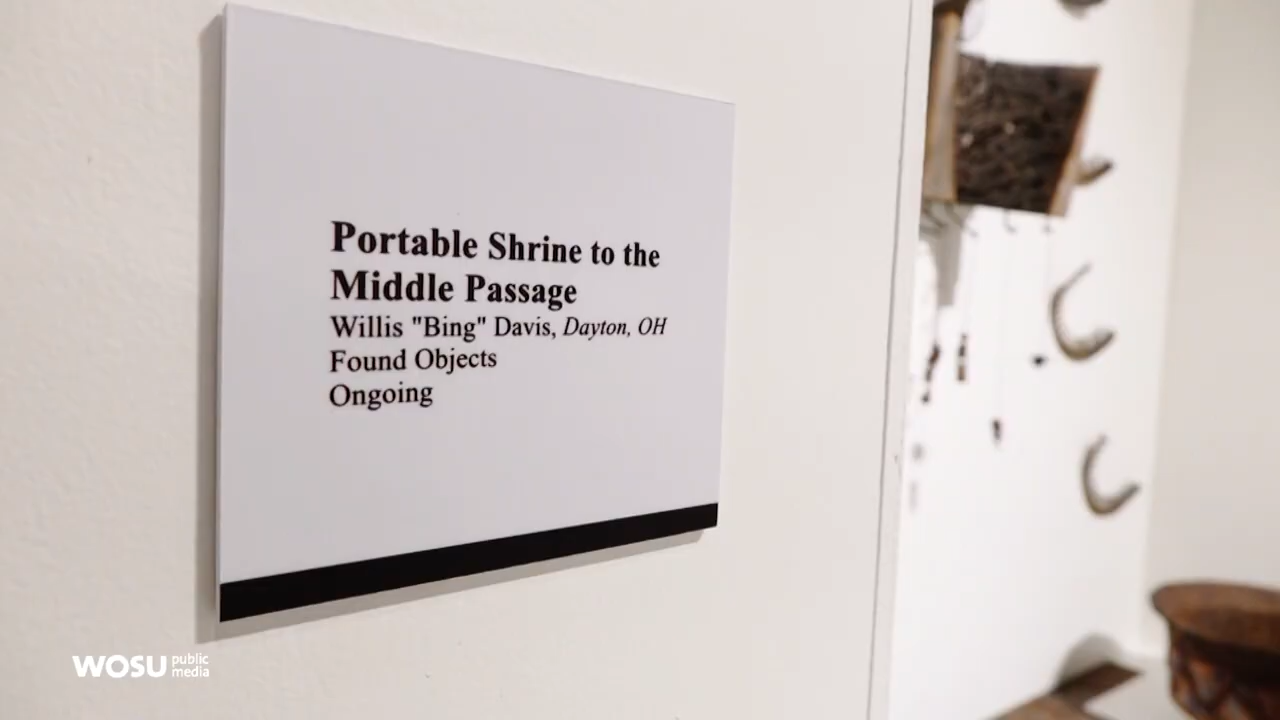 Portable Shrine to the
Middle Passage
Willis "Bing" Davis, Dayton, OH
Found Objects
Ongoing
WOSU public
media